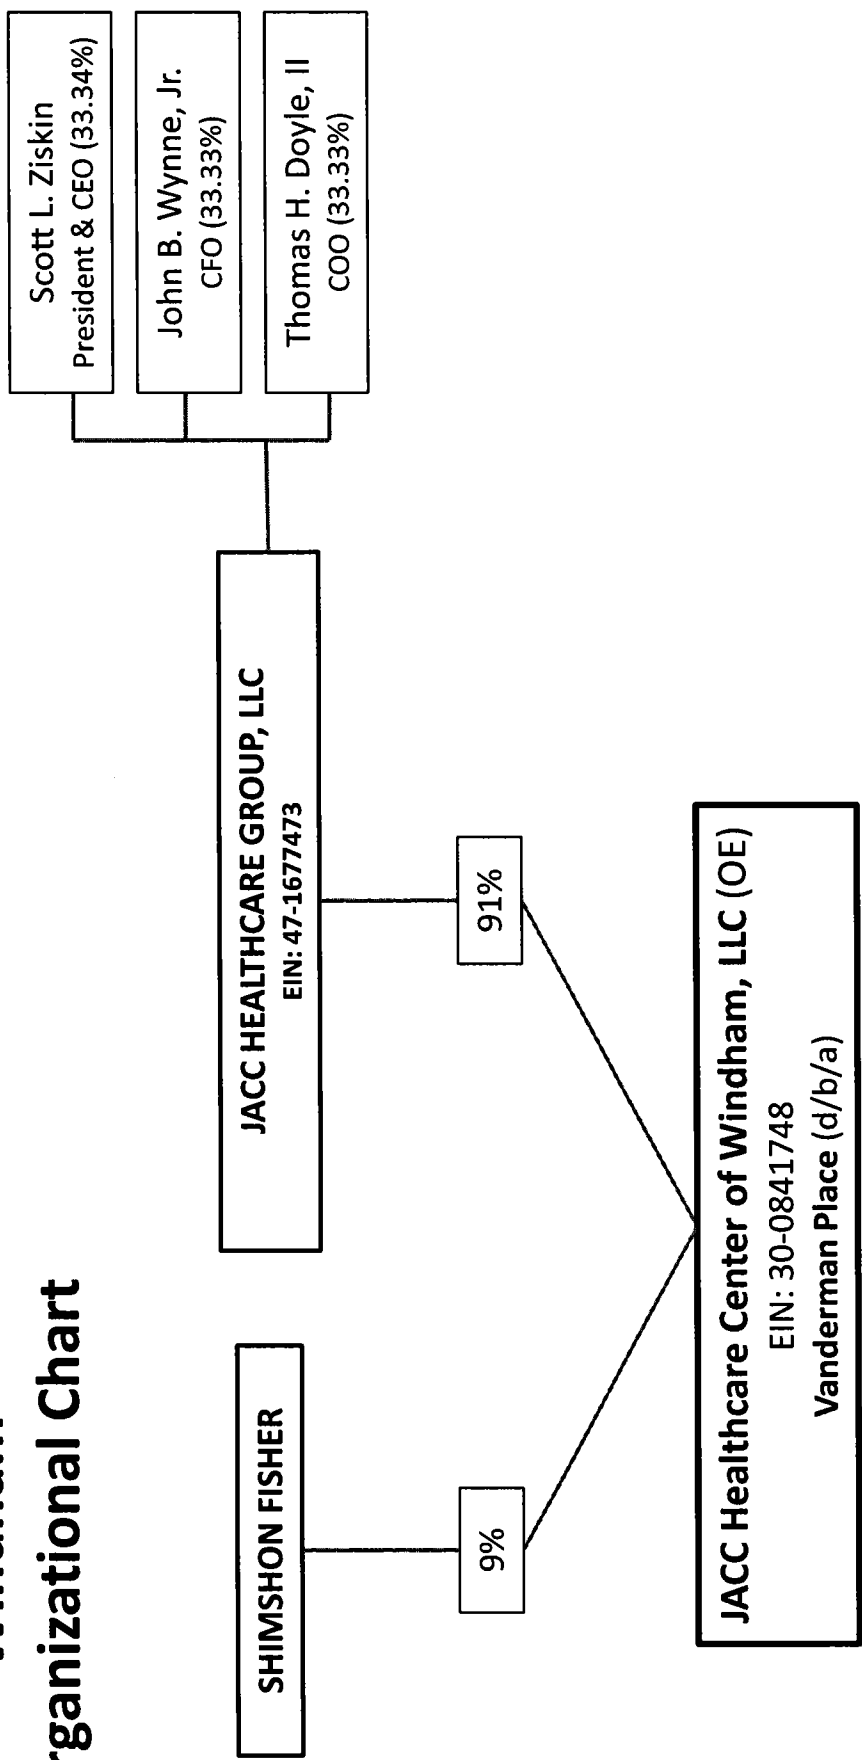 Windham
rganizational Chart
Scott L. Ziskin
President & CEO (33.34%)
John B. Wynne, Jr.
CFO (33.33%)
Thomas H. Doyle, II
COO (33.33%)
SHIMSHON FISHER
JACC HEALTHCARE GROUP, LLC
EIN: 47-1677473
9%
91%
JACC Healthcare Center of Windham, LLC (OE)
EIN: 30-0841748
Vanderman Place (d/b/a)